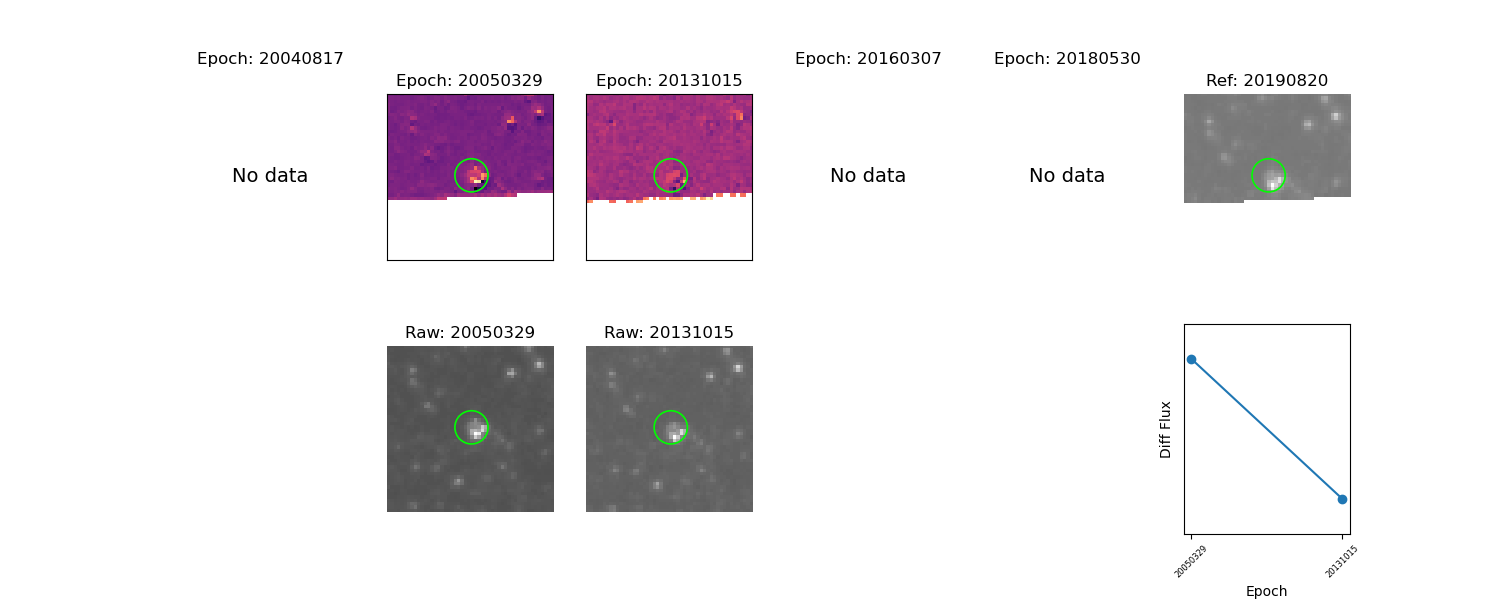 Epoch: 20040817
Epoch: 20050329
Epoch: 20131015
Epoch: 20160307
Epoch: 20180530
Ref: 20190820
No data
No data
No data
Raw: 20050329
Raw: 20131015
Diff Flux
20050329
20131015
Epoch